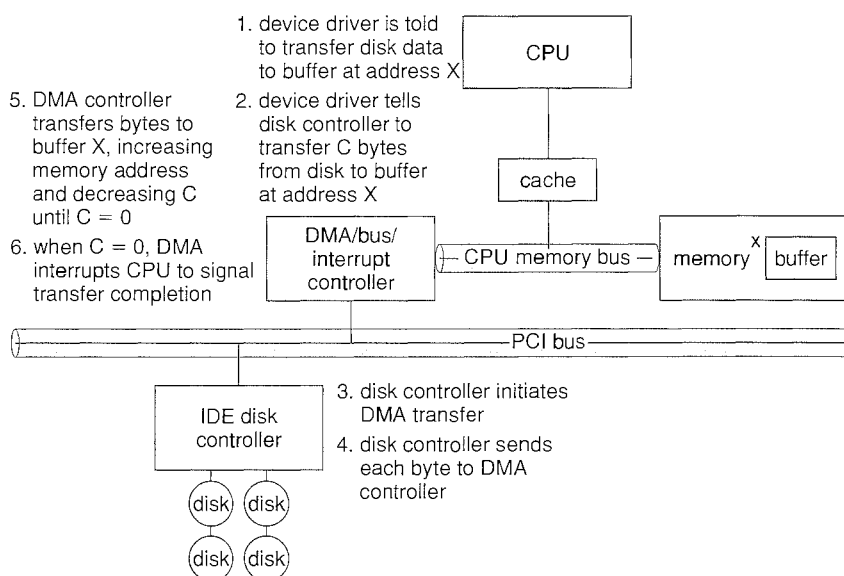 1. device driver is told
to transfer disk data
to buffer at address X
CPU
5. DMA controller
transfers bytes to
buffer X, increasing
memory address
and decreasing C
until C = 0
2. device driver tells
disk controller to
transfer C bytes
from disk to buffer
at address X
cache
6. when C = 0, DMA
interrupts CPU to signal
transfer completion
DMA/bus/
interrupt
controller
CPU memory bus
memory
X
buffer
PCI bus
IDE disk
controller
3. disk controller initiates
DMA transfer
4. disk controller sends
each byte to DMA
controller
disk
disk
disk
disk